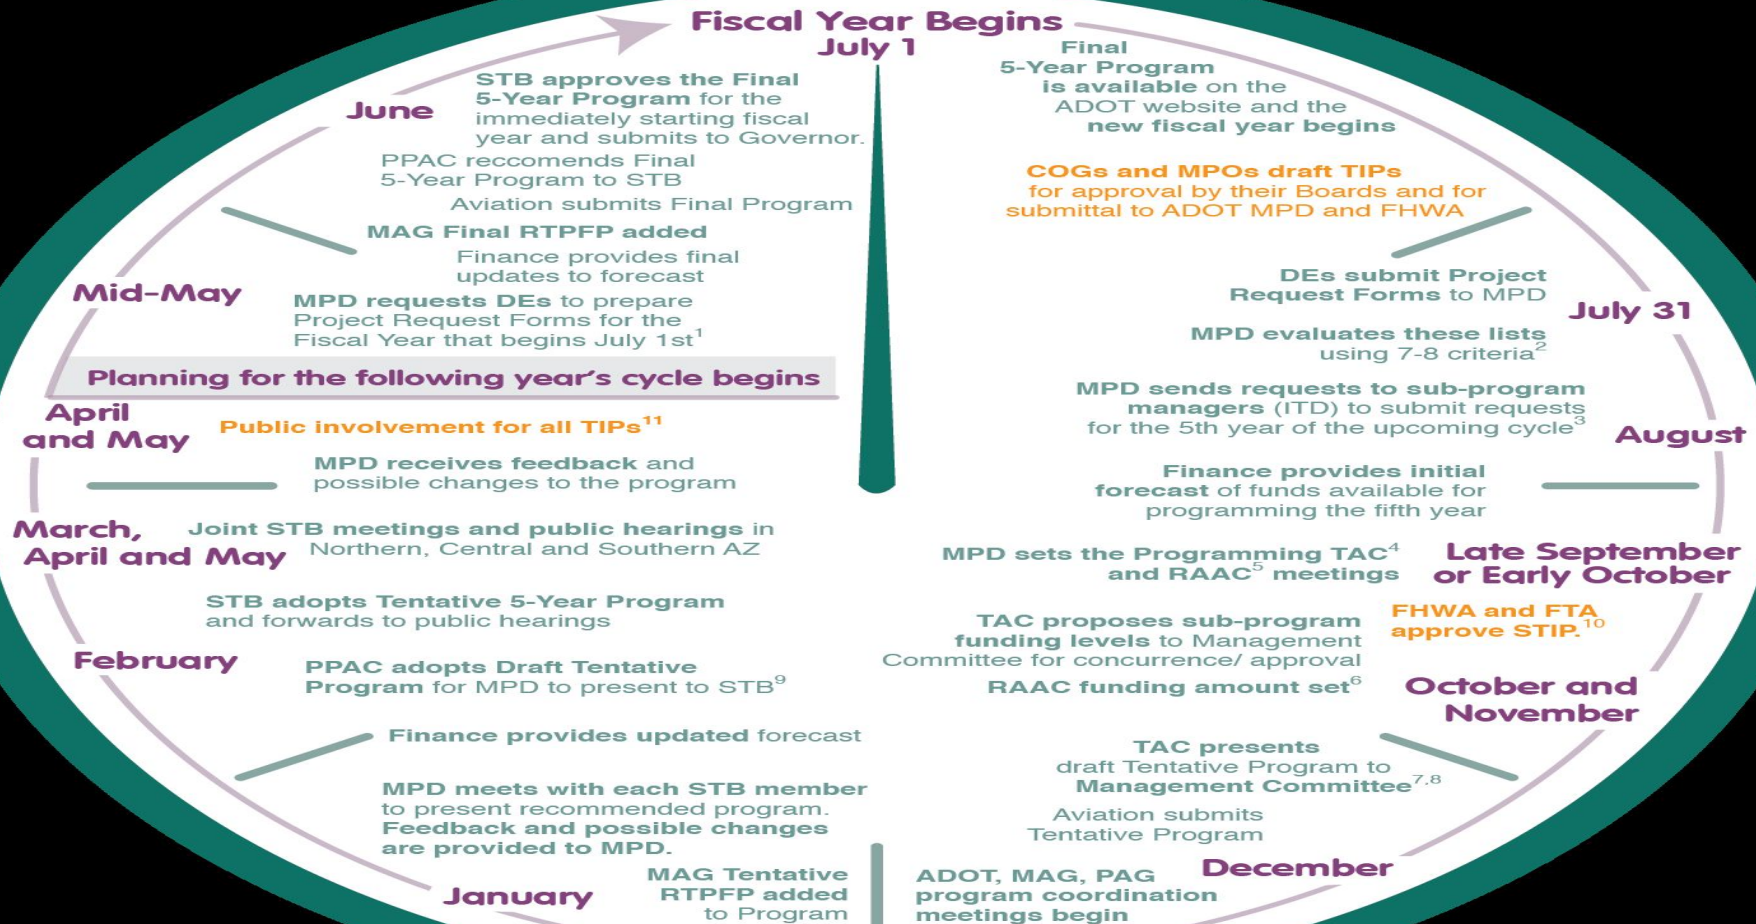 Fiscal Year Begins
July 1
Final
5-Year Program
is available on the
ADOT website and the
new fiscal year begins
COGs and MPOs draft TIPs
for approval by their Boards and for
submittal to ADOT MPD and FHWA
DEs submit Project
Request Forms to MPD
July 31
MPD evaluates these lists
using 7-8 criteria2
MPD sends requests to sub-program
managers (ITD) to submit requests
for the 5th year of the upcoming cycle3
August
Finance provides initial
forecast of funds available for
programming the fifth year
MPD sets the Programming TAC4
and RAAC5 meetings
Late September
or Early October
TAC proposes sub-program
funding levels to Management
Committee for concurrence/ approval
FHWA and FTA
approve STIP.10
RAAC funding amount set6
October and
November
TAC presents
draft Tentative Program to
Management Committee7,8
Aviation submits
Tentative Program
December
ADOT, MAG, PAG
program coordination
meetings begin
MAG Tentative
RTPFP added
to Program
January
MPD meets with each STB member
to present recommended program.
Feedback and possible changes
are provided to MPD.
Finance provides updated forecast
PPAC adopts Draft Tentative
Program for MPD to present to STB9
February
STB adopts Tentative 5-Year Program
and forwards to public hearings
March,
April and May
Joint STB meetings and public hearings in
Northern, Central and Southern AZ
MPD receives feedback and
possible changes to the program
April
and May
Public involvement for all TIPs11
Planning for the following year's cycle begins
MPD requests DEs to prepare
Project Request Forms for the
Fiscal Year that begins July 1st1
Mid-May
Finance provides final
updates to forecast
MAG Final RTPFP added
Aviation submits Final Program
PPAC reccomends Final
5-Year Program to STB
June
STB approves the Final
5-Year Program for the
immediately starting fiscal
year and submits to Governor.